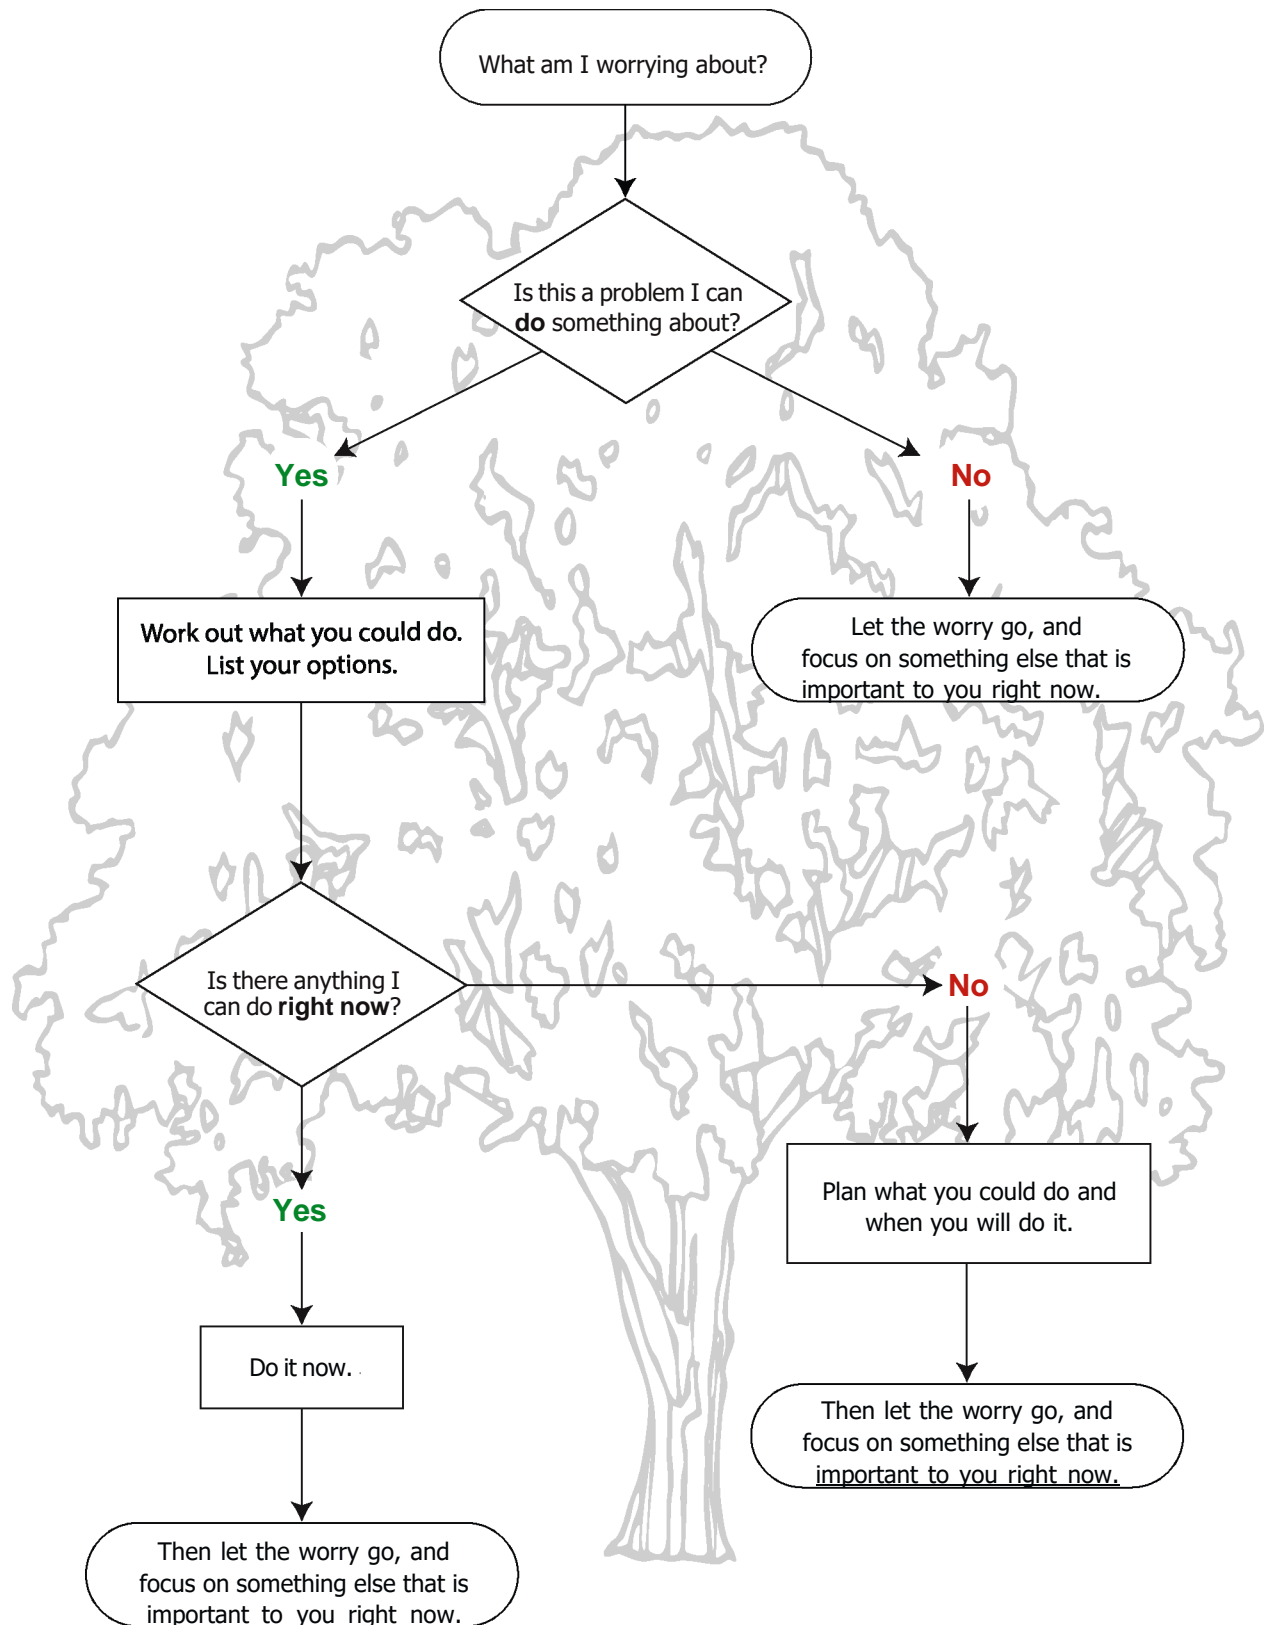 What am I worrying about?
Is this a problem I can
do something about?
Yes
No
Work out what you could do.
List your options.
Let the worry go, and
focus on something else that is
important to you right now.
Is there anything I
can do right now?
No
Yes
Plan what you could do and
when you will do it.
Do it now.
Then let the worry go, and
focus on something else that is
important to you right now.
Then let the worry go, and
focus on something else that is
important to you right now.